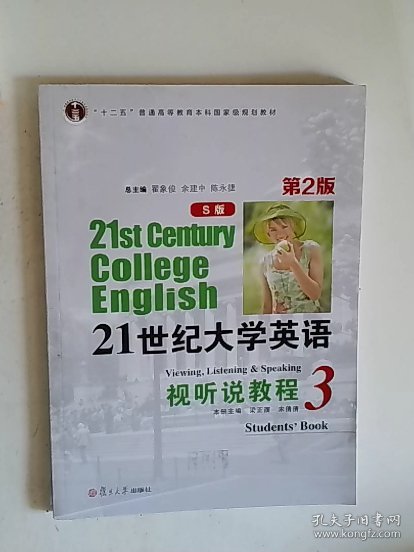 "十二五"普通高等教育本科国家级规划教材
总主编 翟象俊 余建中 陈永捷
第2版
S版
21st Century
College
English
21世纪大学英语
Viewing, Listening & Speaking
视听说教程 3
本册主编 梁正溜
Students' Book
复旦大学出版社
孔夫子旧书网
www.kongfz.com